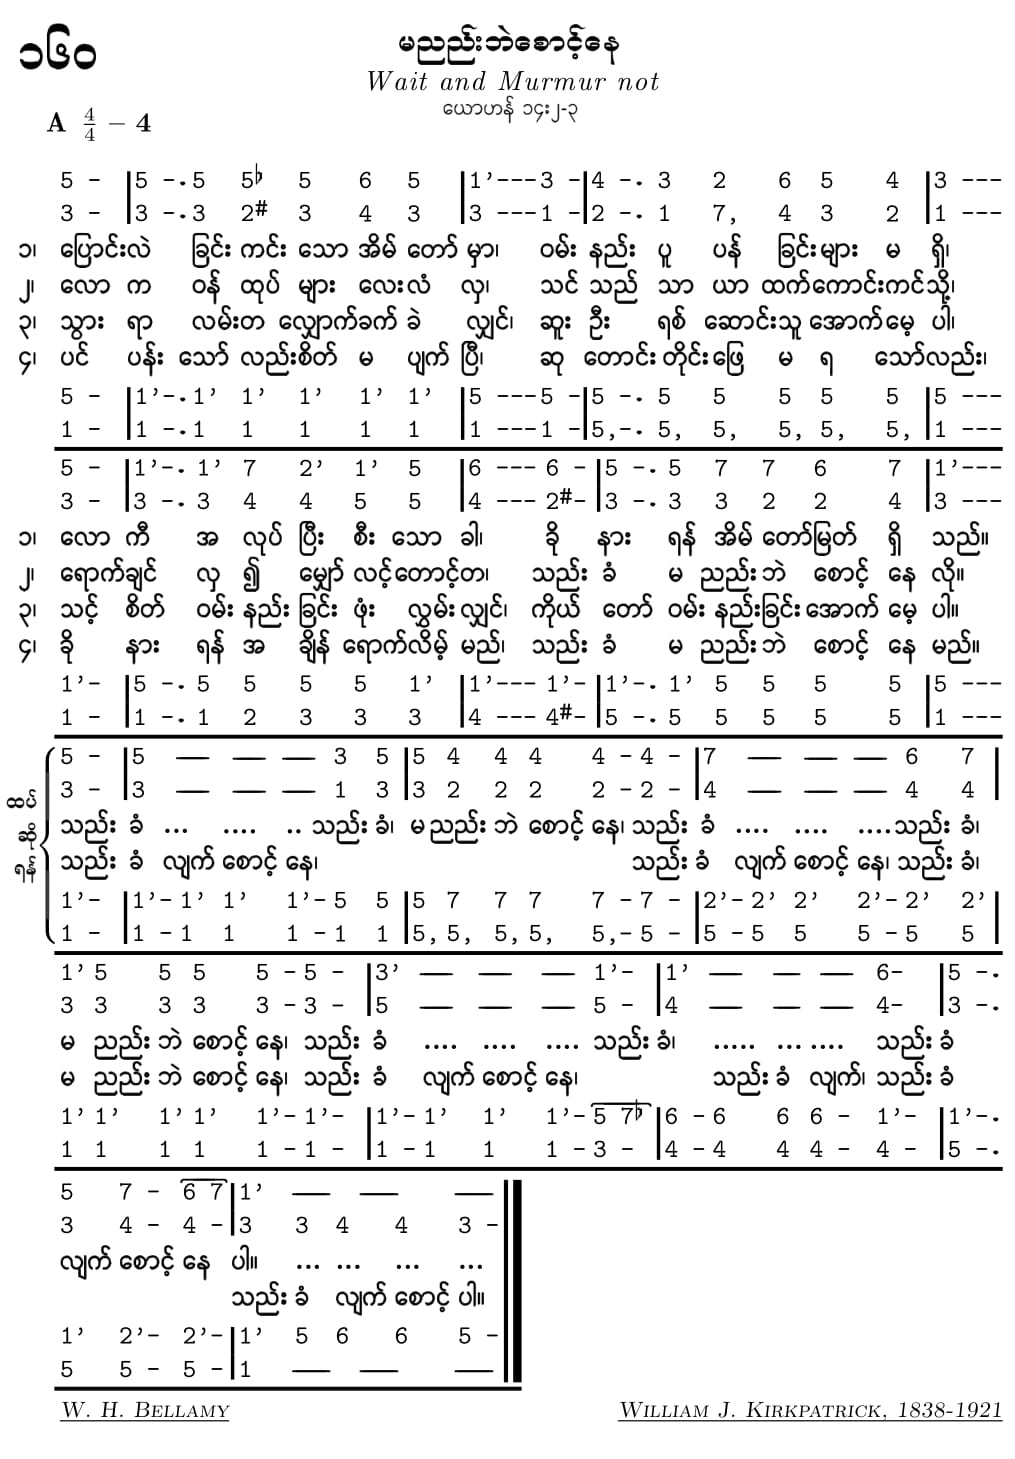 ၁၆၀
မညည်းဘဲစောင့်နေ
Wait and Murmur not
ယောဟန် ၁၄း၂-၃
A 4/4 – 4
5 – |5 –. 5 5♭ 5 6 5 |1’---3 –|4 –. 3 2 6 5 4 |3 ---
3 – |3 –. 3 2# 3 4 3 |3 ---1 –|2 –. 1 7, 4 3 2 |1 ---
၁၊ ပြောင်းလဲ ခြင်း ကင်း သော အိမ် တော် မှာ၊ ဝမ်း နည်း ပူ ပန် ခြင်းများ မ ရှိ၊
၂၊ လော က ဝန် ထုပ် များ လေးလံ လှ၊ သင် သည် သာ ယာ ထက်ကောင်းကင်သို့၊
၃၊ သွား ရာ လမ်းတ လျှောက်ခက် ခဲ လျှင်၊ ဆူး ဦး ရစ် ဆောင်းသူ အောက်မေ့ ပါ၊
၄၊ ပင် ပန်း သော် လည်းစိတ် မ ပျက် ပြီ၊ ဆု တောင်း တိုင်းဖြေ မ ရ သော်လည်း၊
5 – |1’–. 1’ 1’ 1’ 1’ 1’ |5 ---5 –|5 –. 5 5 5 5 5 |5 ---
1 – |1 –. 1 1 1 1 1 |1 ---1 –|5,–. 5, 5, 5, 5, 5, |1 ---
5 – |1’–. 1’ 7 2’ 1’ 5 |6 --- 6 – |5 –. 5 7 7 6 7 |1’---
3 – |3 –. 3 4 4 5 5 |4 --- 2#– |3 –. 3 3 2 2 4 |3 ---
၁၊ လော ကီ အ လုပ် ပြီး စီး သော ခါ၊ ခို နား ရန် အိမ် တော်မြတ် ရှိ သည်။
၂၊ ရောက်ချင် လှ ၍ မျှော် လင့်တောင့်တ၊ သည်း ခံ မ ညည်းဘဲ စောင့် နေ လို။
၃၊ သင့် စိတ် ဝမ်း နည်း ခြင်း ဖုံး လွှမ်းလျှင်၊ ကိုယ် တော် ဝမ်း နည်းခြင်းအောက် မေ့ ပါ။
၄၊ ခို နား ရန် အ ချိန် ရောက်လိမ့် မည်၊ သည်း ခံ မ ညည်းဘဲ စောင့် နေ မည်။
1’– |5 –. 5 5 5 5 1’ |1’--- 1’– |1’–. 1’ 5 5 5 5 |5 ---
1 – |1 –. 1 2 3 3 3 |4 --- 4#– |5 –. 5 5 5 5 5 |1 ---
ထပ်ဆိုရန်
5 – |5 — — — 3 5 |5 4 4 4 4 – 4 – |7 — — — 6 7 |
3 – |3 — — — 1 3 |3 2 2 2 2 – 2 – |4 — — — 4 4 |
သည်း ခံ ... .... .. သည်း ခံ၊ မညည်း ဘဲ စောင့် နေ၊ သည်း ခံ .... .... ....သည်း ခံ၊
သည်း ခံ လျက် စောင့် နေ၊ သည်း ခံ လျက် စောင့် နေ၊ သည်း ခံ၊
1’– |1’– 1’ 1’ 1’– 5 5 |5 7 7 7 7 – 7 – |2’– 2’ 2’ 2’– 2’ 2’ |
1 – |1 – 1 1 1 – 1 1 |5, 5, 5, 5, 5,– 5 – |5 – 5 5 5 – 5 5 |
1’ 5 5 5 5 – 5 – |3’ — — — 1’– |1’ — — — 6– |5 –.
3 3 3 3 3 – 3 – |5 — — — 5 – |4 — — — 4– |3 –.
မ ညည်း ဘဲ စောင့် နေ၊ သည်း ခံ .... .... .... သည်း ခံ၊ ..... ... .... သည်း ခံ
မ ညည်း ဘဲ စောင့် နေ၊ သည်း ခံ လျက် စောင့် နေ၊ သည်း ခံ လျက်၊ သည်း ခံ
1’ 1’ 1’ 1’ 1’– 1’– |1’– 1’ 1’ 1’– 5 7♭ |6 – 6 6 6 – 1’– |1’–.
1 1 1 1 1 – 1 – |1 – 1 1 1 – 3 – |4 – 4 4 4 – 4 – |5 –.
5 7 – 6 7 |1’ — — —
3 4 – 4 – |3 3 4 4 3 –
လျက် စောင့် နေ ပါ။ ... ... ... ...
သည်း ခံ လျက် စောင့် ပါ။
1’ 2’– 2’– |1’ 5 6 6 5 –
5 5 – 5 – |1 — — —
W. H. BELLAMY
WILLIAM J. KIRKPATRICK, 1838-1921